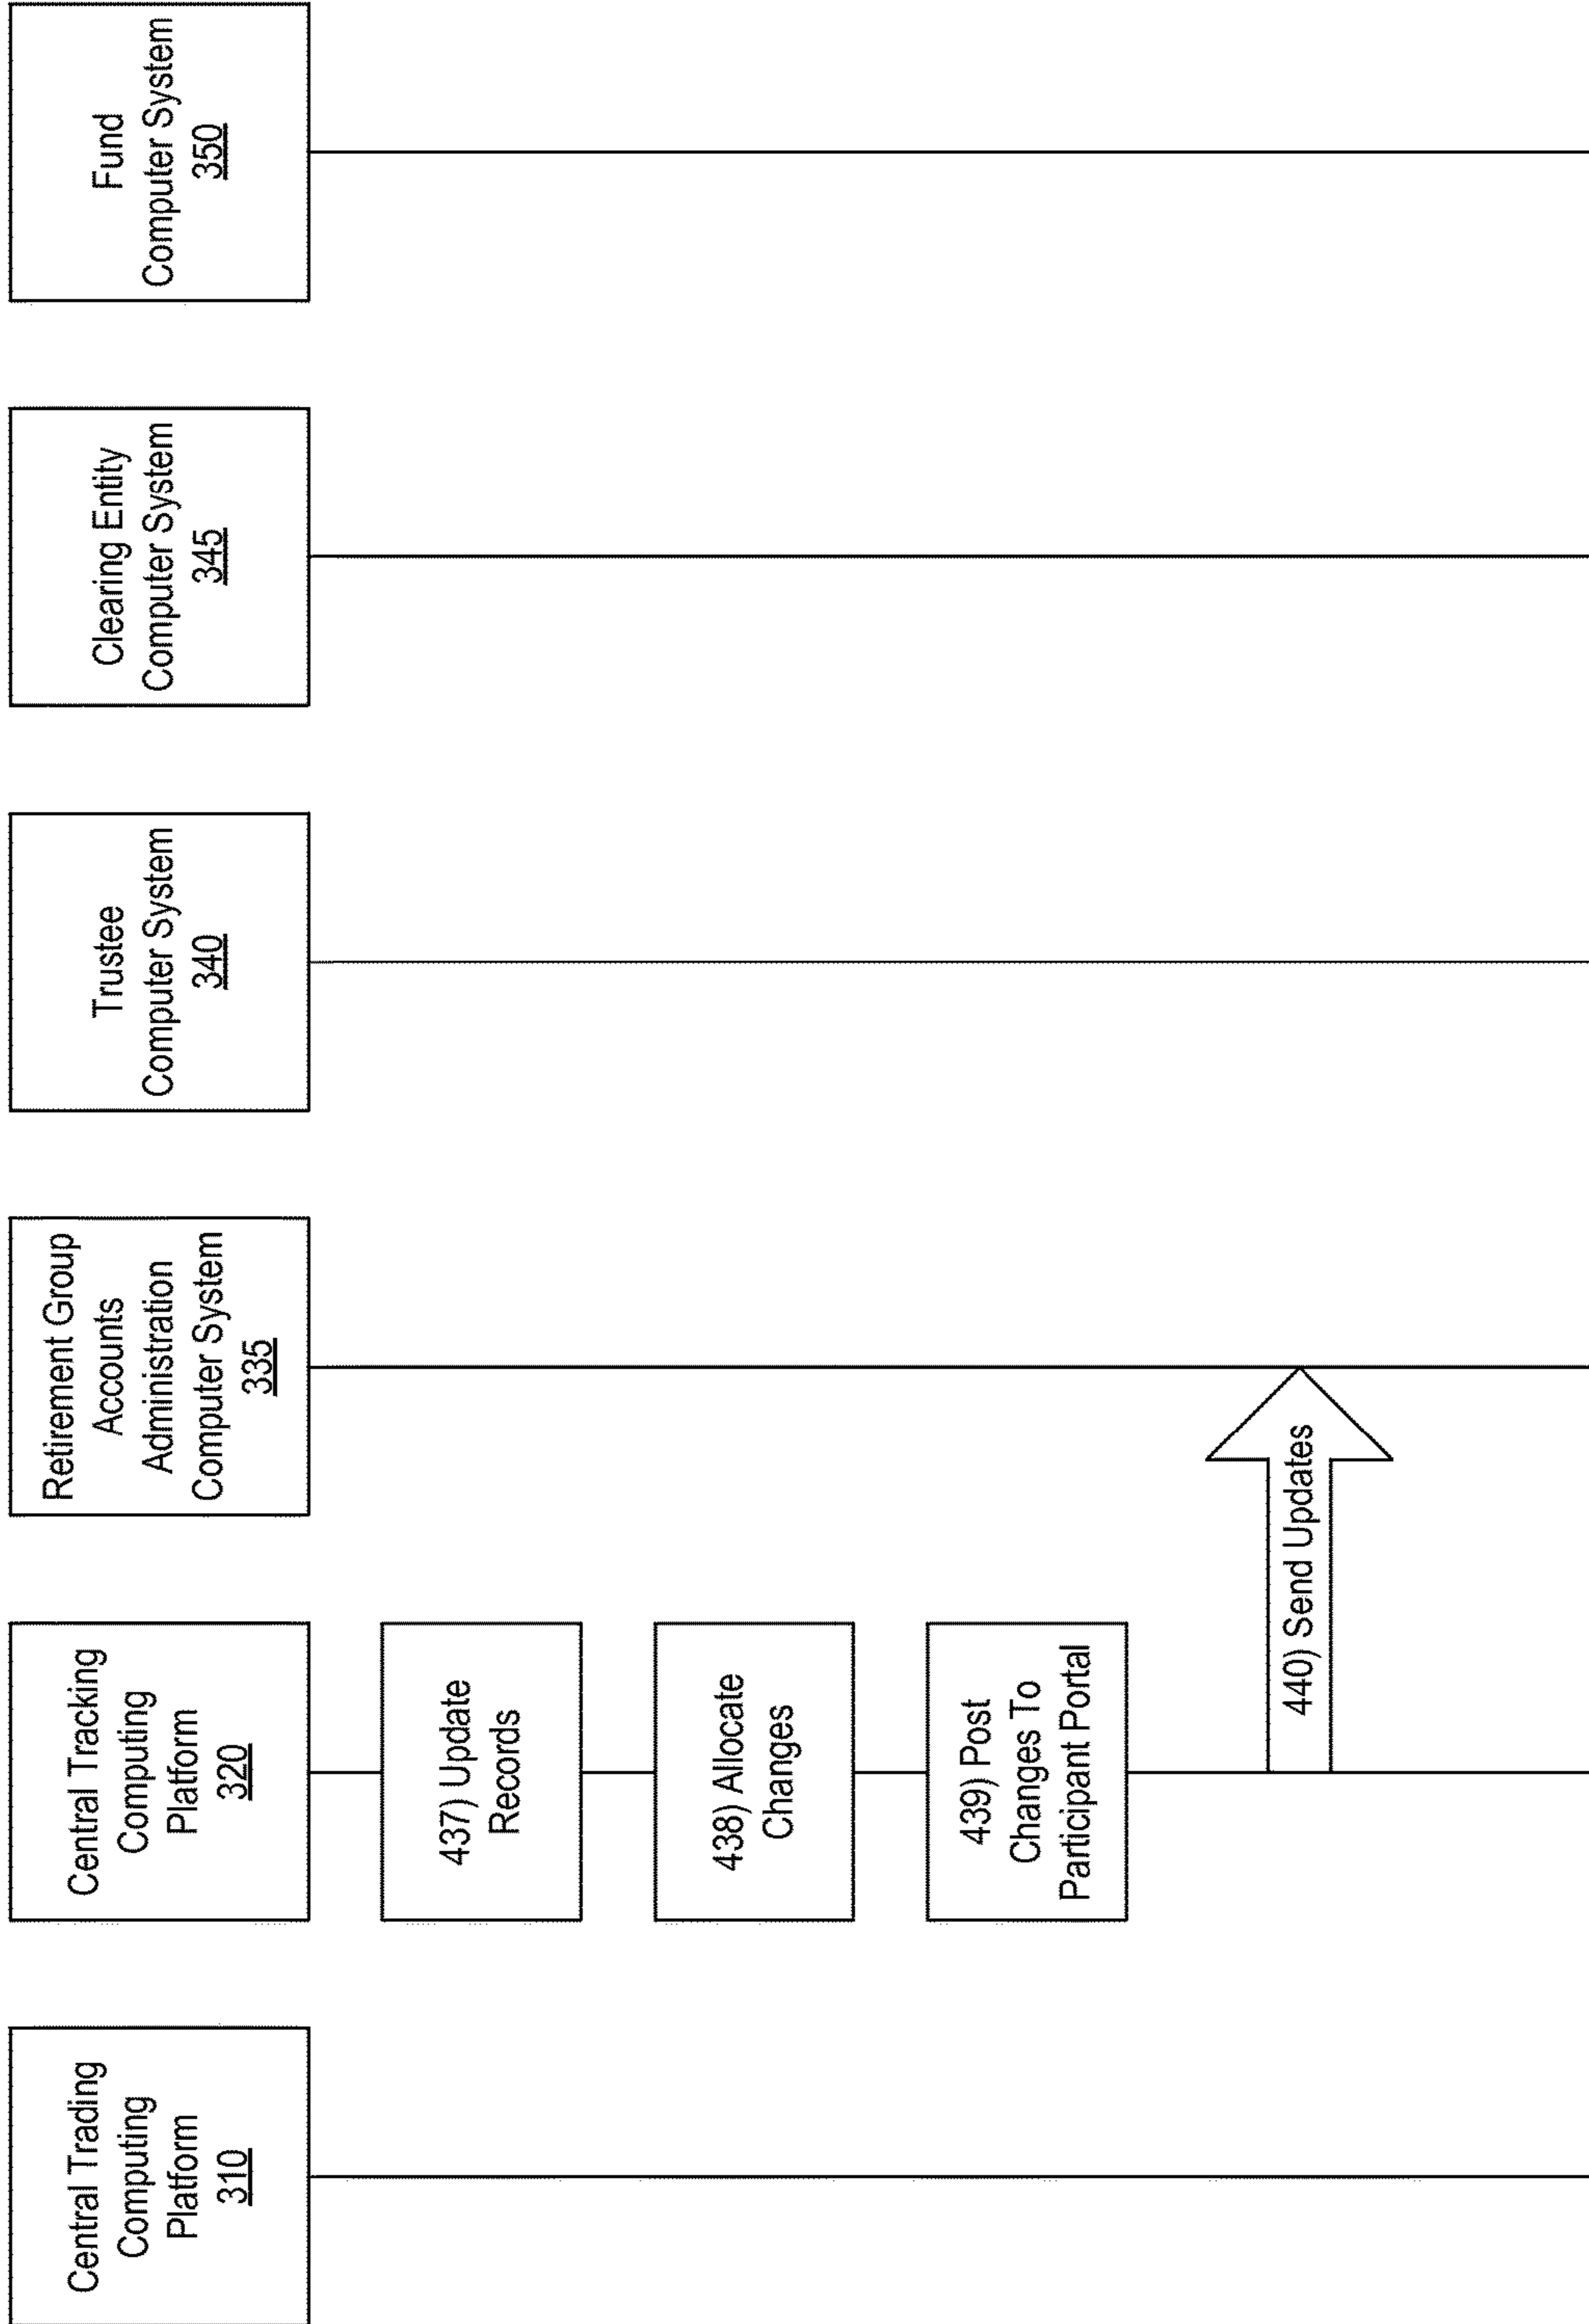 Central Trading
Computing
Platform
310
Central Tracking
Computing
Platform
320
Retirement Group
Accounts
Administration
Computer System
335
Trustee
Computer System
340
Clearing Entity
Computer System
345
Fund
Computer System
350
437) Update
Records
438) Allocate
Changes
439) Post
Changes To
Participant Portal
440) Send Updates